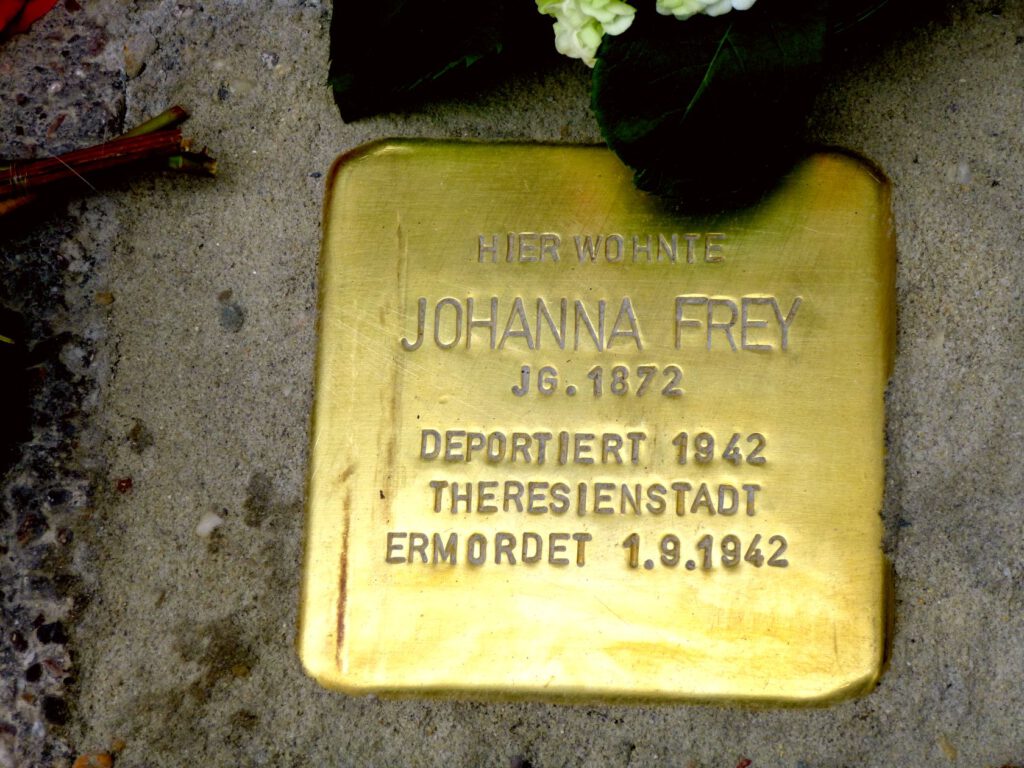 HIER WOHNTE
JOHANNA FREY
JG. 1872
DEPORTIERT 1942
THERESIENSTADT
ERMORDET 1.9.1942